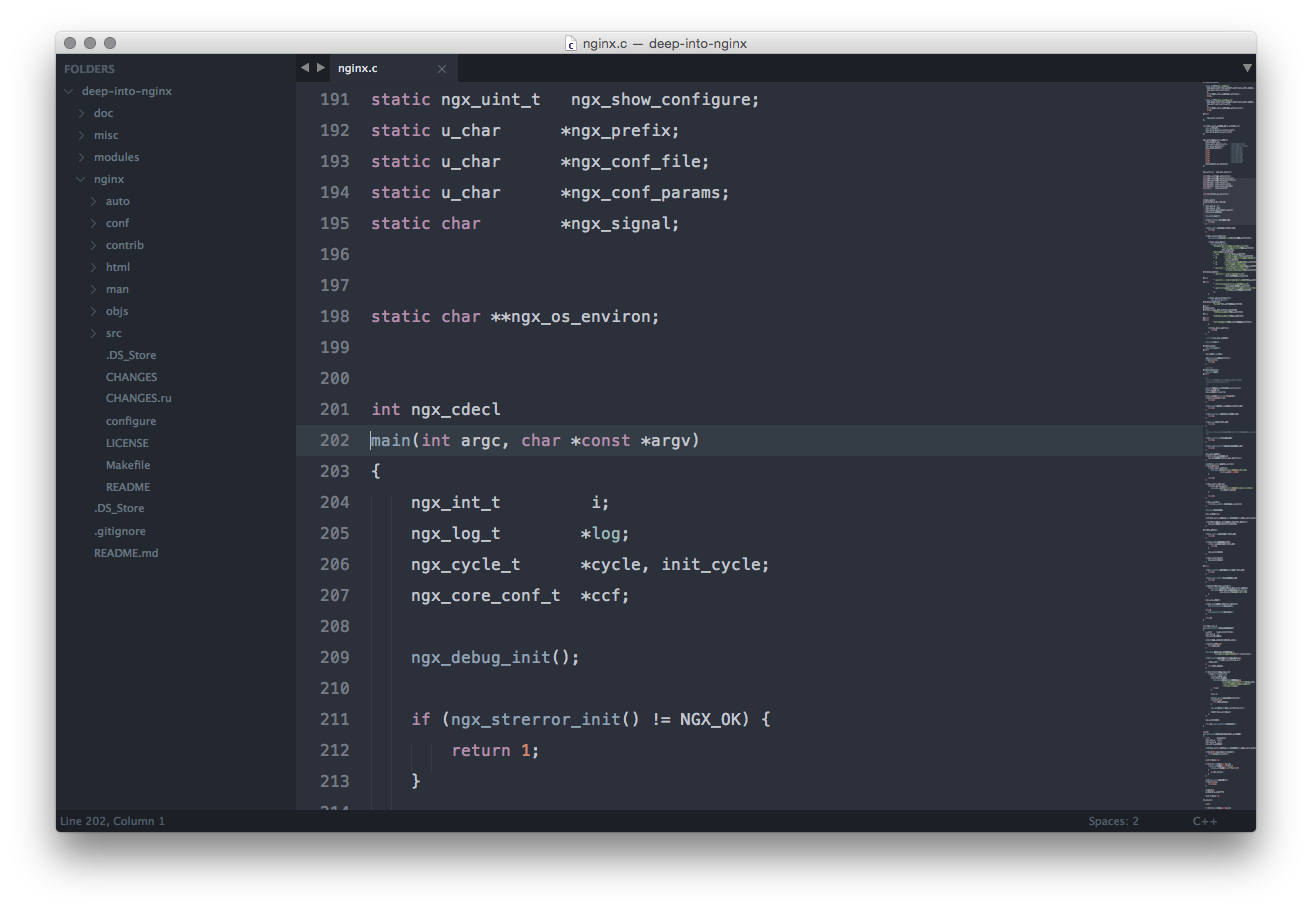 nginx.c — deep-into-nginx
FOLDERS
deep-into-nginx
doc
misc
modules
nginx
auto
conf
contrib
html
man
objs
src
.DS_Store
CHANGES
CHANGES.ru
configure
LICENSE
Makefile
README
.DS_Store
.gitignore
README.md
nginx.c
191 static ngx_uint_t   ngx_show_configure;
192 static u_char      *ngx_prefix;
193 static u_char      *ngx_conf_file;
194 static u_char      *ngx_conf_params;
195 static char        *ngx_signal;
196
197
198 static char **ngx_os_environ;
199
200
201 int ngx_cdecl
202 main(int argc, char *const *argv)
203 {
204     ngx_int_t         i;
205     ngx_log_t        *log;
206     ngx_cycle_t      *cycle, init_cycle;
207     ngx_core_conf_t  *ccf;
208
209     ngx_debug_init();
210
211     if (ngx_strerror_init() != NGX_OK) {
212         return 1;
213     }
214
Line 202, Column 1
Spaces: 2
C++